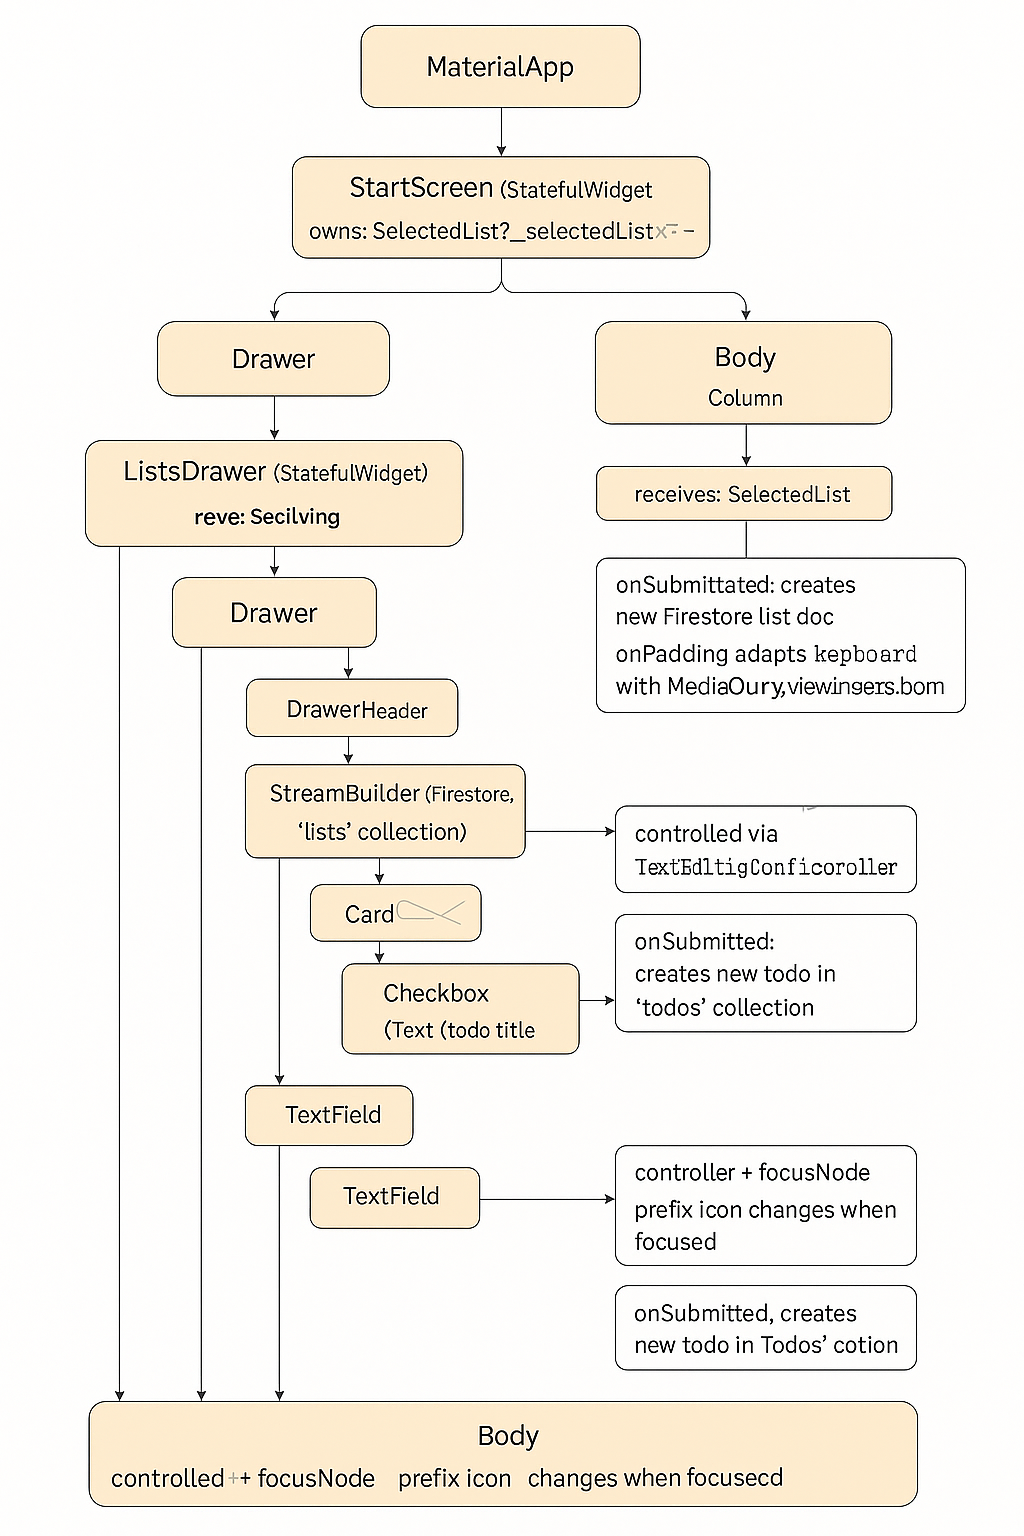 MaterialApp
StartScreen (StatefulWidget
owns: SelectedList?_selectedList
Drawer
Body
Column
ListsDrawer (StatefulWidget)
reve: Secilving
receives: SelectedList
Drawer
onSubmittated: creates
new Firestore list doc
onPadding adapts kepboard
with MediaOury,viewinsers.bom
DrawerHeader
StreamBuilder (Firestore,
‘lists’ collection)
controlled via
TextEdltigConficoroller
Card
onSubmitted:
creates new todo in
‘todos’ collection
Checkbox
(Text (todo title
TextField
TextField
controller + focusNode
prefix icon changes when
focused
onSubmitted, creates
new todo in Todos’ cotion
Body
controlled ++ focusNode prefix icon changes when focusecd